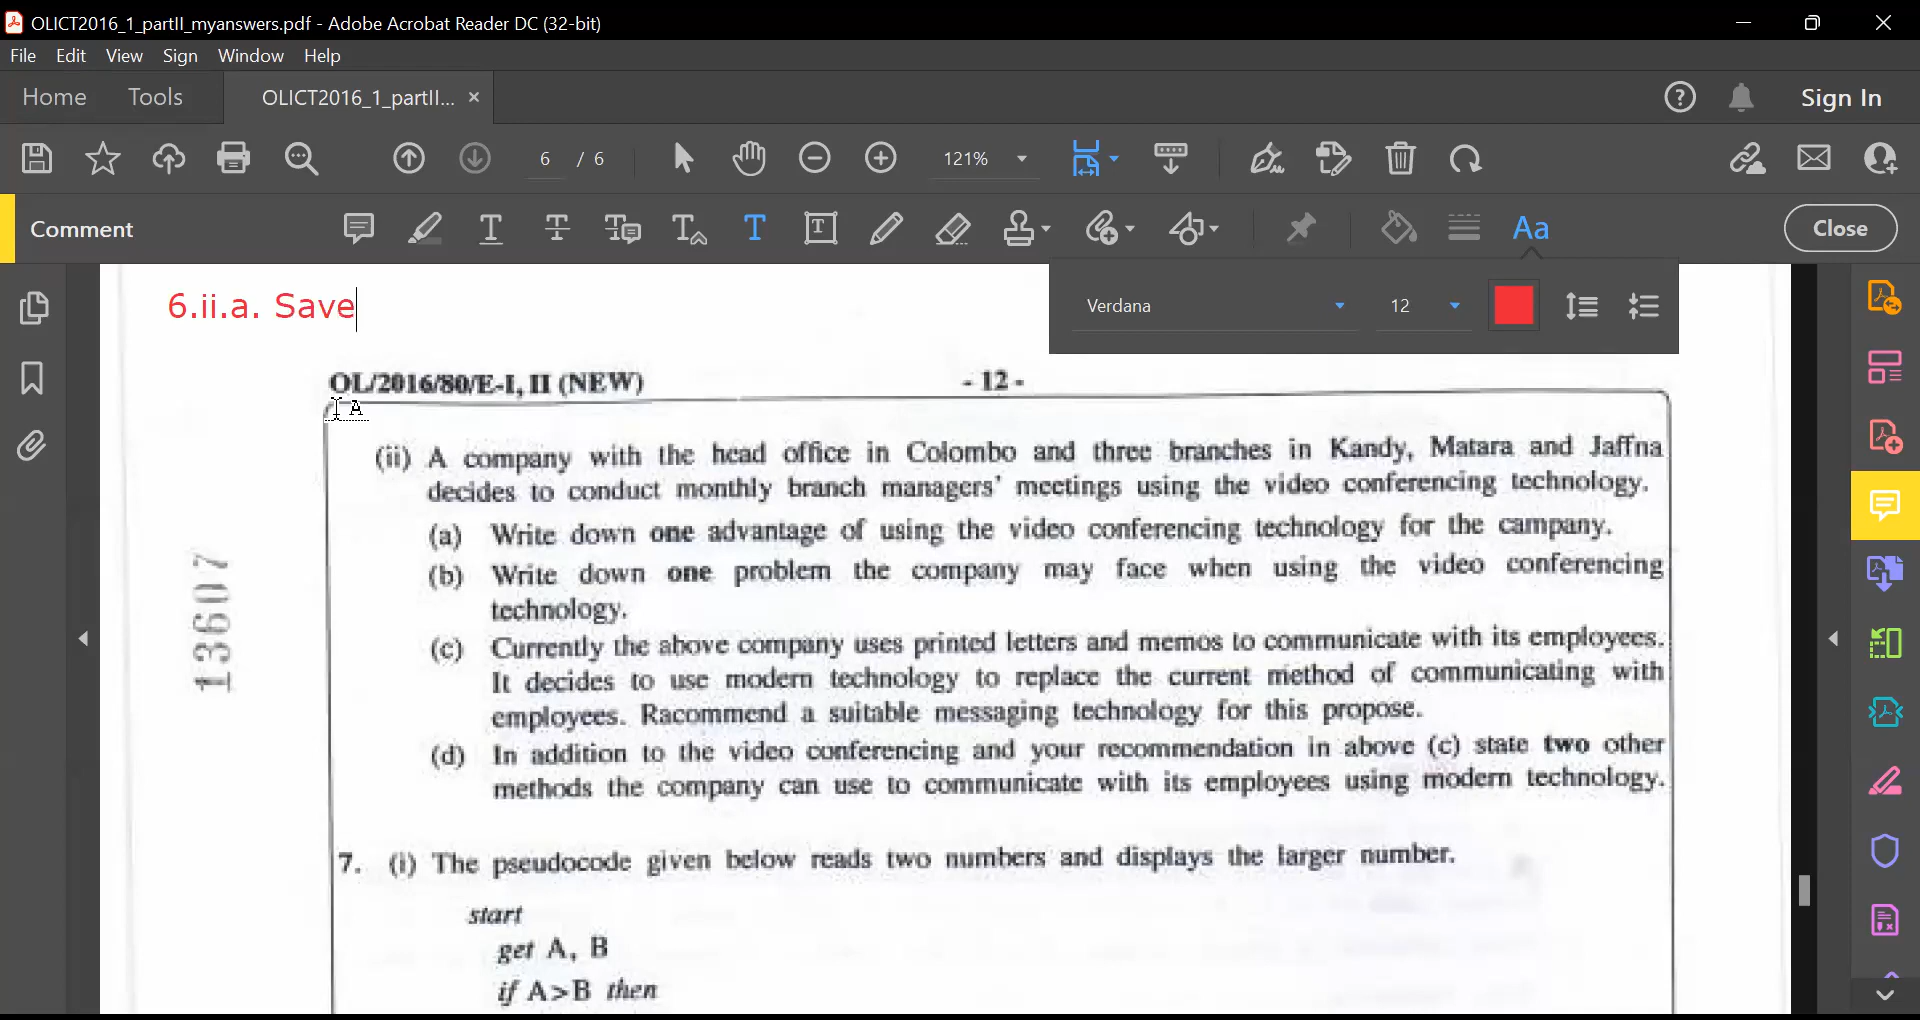 OLICT2016_1_partII_myanswers.pdf - Adobe Acrobat Reader DC (32-bit)
File Edit View Sign Window Help
Home Tools OLICT2016_1_partII... × Sign In
6 / 6 121%
Comment Close
6.ii.a. Save
Verdana 12
OL/2016/80/E-I, II (NEW) - 12 -
(ii) A company with the head office in Colombo and three branches in Kandy, Matara and Jaffna
decides to conduct monthly branch managers' meetings using the video conferencing technology.
(a) Write down one advantage of using the video conferencing technology for the campany.
(b) Write down one problem the company may face when using the video conferencing
technology.
(c) Currently the above company uses printed letters and memos to communicate with its employees.
It decides to use modern technology to replace the current method of communicating with
employees. Racommend a suitable messaging technology for this propose.
(d) In addition to the video conferencing and your recommendation in above (c) state two other
methods the company can use to communicate with its employees using modern technology.
13607
7. (i) The pseudocode given below reads two numbers and displays the larger number.
start
get A, B
if A>B then